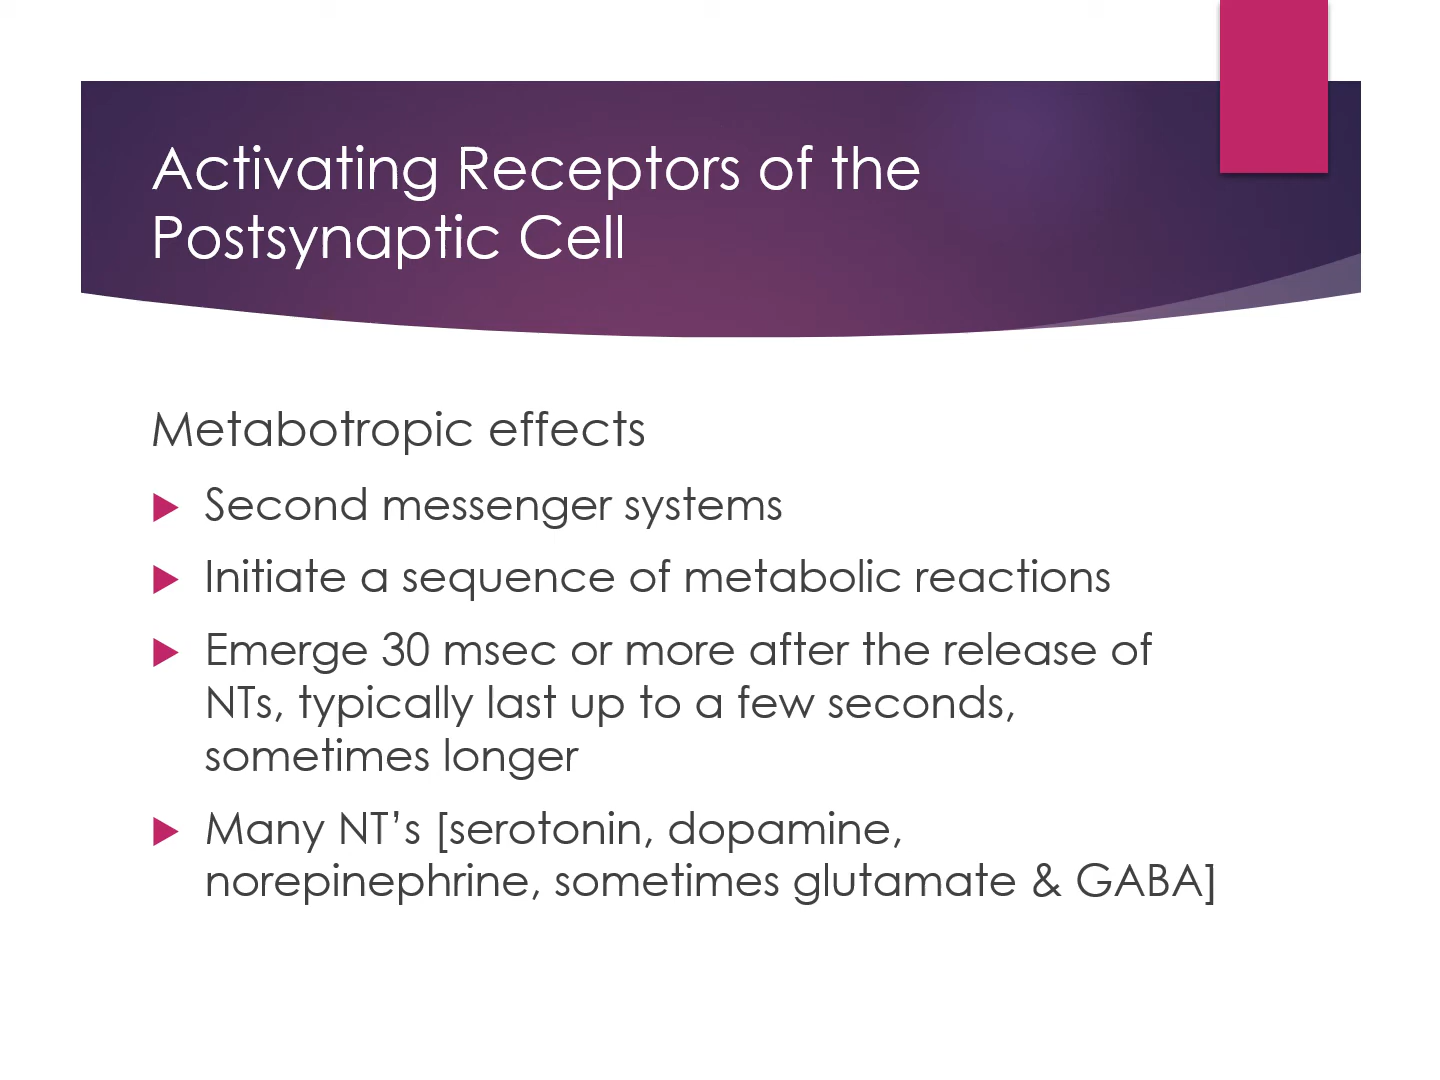 Activating Receptors of the
Postsynaptic Cell
Metabotropic effects
Second messenger systems
Initiate a sequence of metabolic reactions
Emerge 30 msec or more after the release of
NTs, typically last up to a few seconds,
sometimes longer
Many NT’s [serotonin, dopamine,
norepinephrine, sometimes glutamate & GABA]